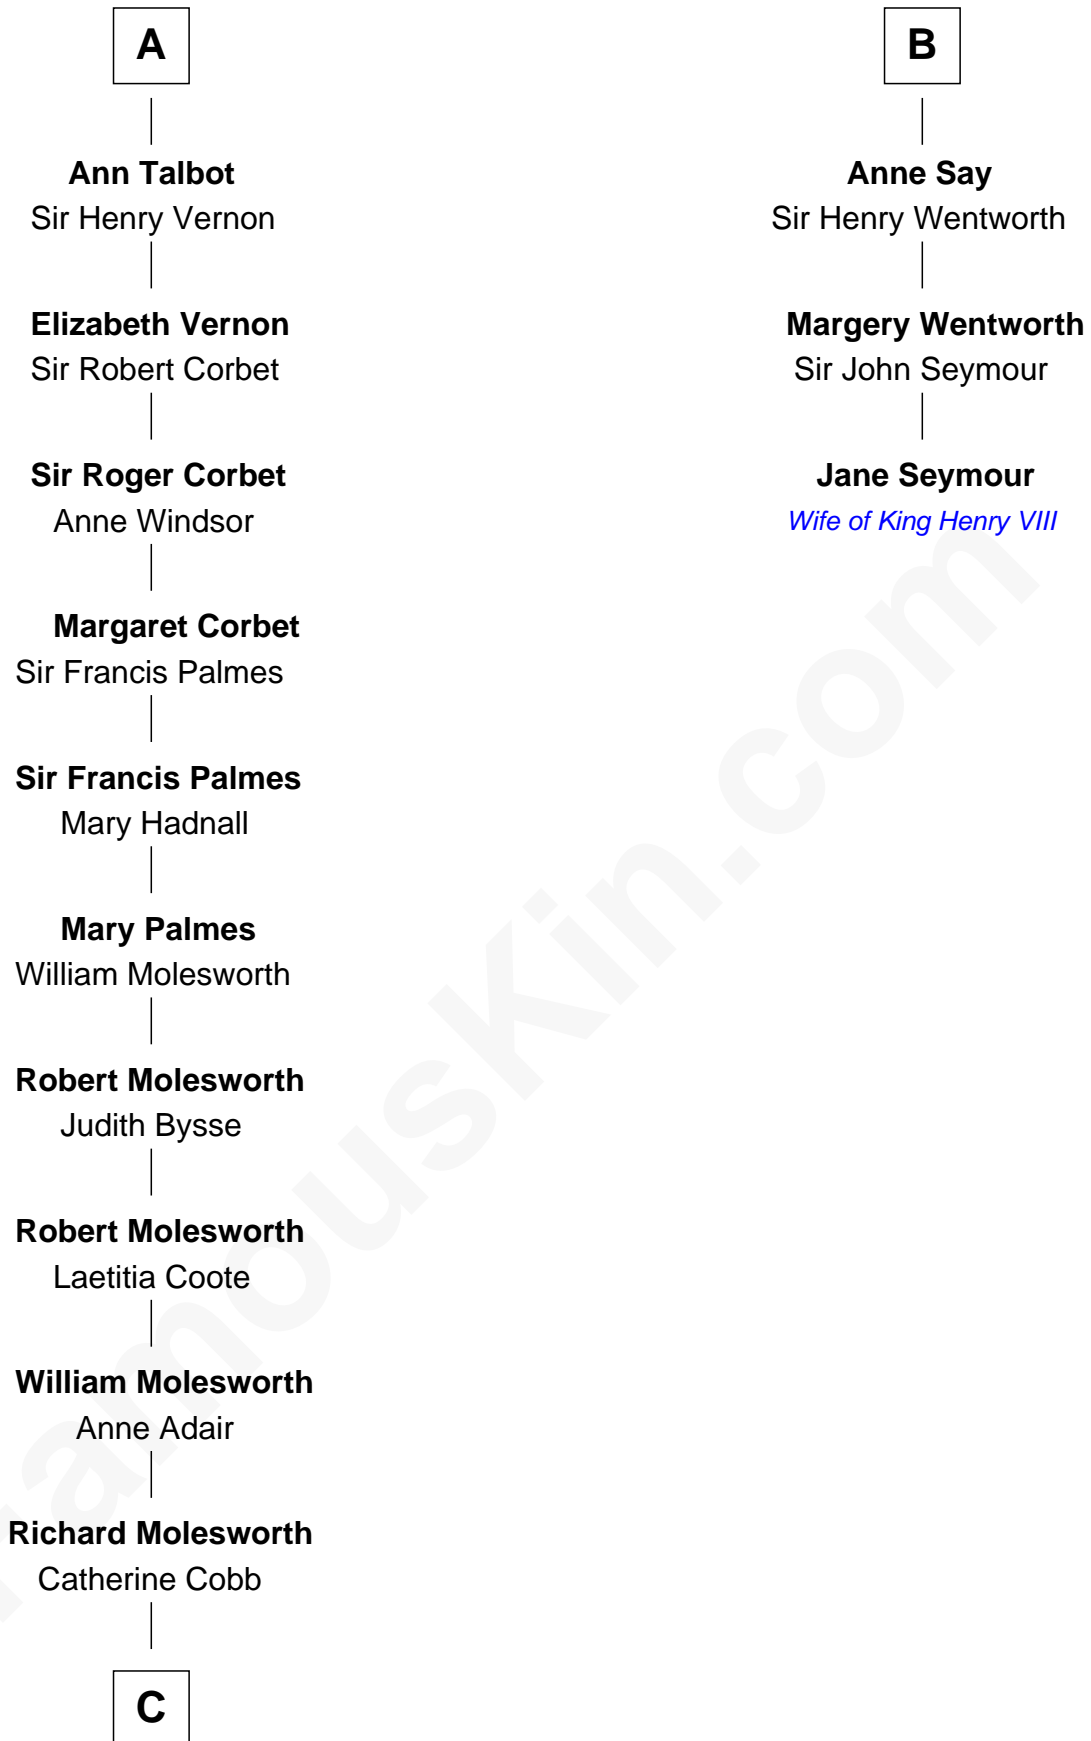 A
Ann Talbot
Sir Henry Vernon
Elizabeth Vernon
Sir Robert Corbet
Sir Roger Corbet
Anne Windsor
Margaret Corbet
Sir Francis Palmes
Sir Francis Palmes
Mary Hadnall
Mary Palmes
William Molesworth
Robert Molesworth
Judith Bysse
Robert Molesworth
Laetitia Coote
William Molesworth
Anne Adair
Richard Molesworth
Catherine Cobb
C
B
Anne Say
Sir Henry Wentworth
Margery Wentworth
Sir John Seymour
Jane Seymour
Wife of King Henry VIII
FamousKin.com